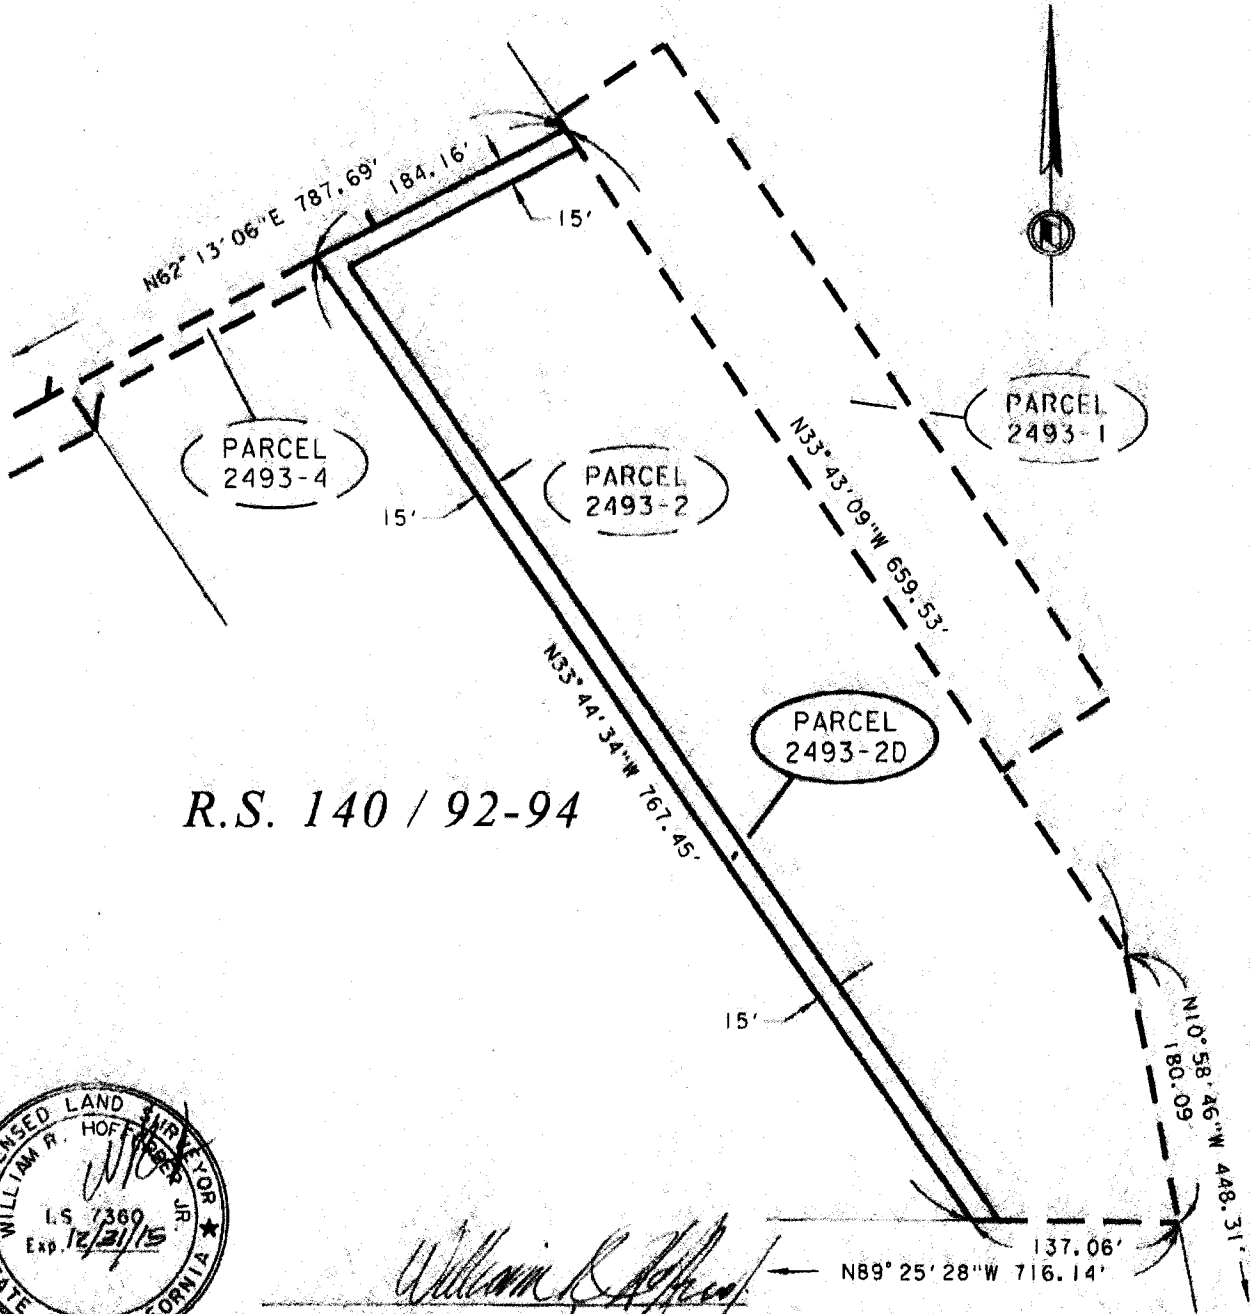 N62°13'06"E 787.69'
184.16'
15'
PARCEL
2493-4
15'
PARCEL
2493-2
N33°43'09"W 659.53'
PARCEL
2493-1
N33°44'34"W 767.45'
PARCEL
2493-2D
R.S. 140 / 92-94
15'
N10°58'46"W 448.31'
180.09
137.06'
N89°25'28"W 716.14'
LAND SURVEYOR
WILLIAM R. HOFFERBER JR.
LS 7360
Exp. 12/31/15